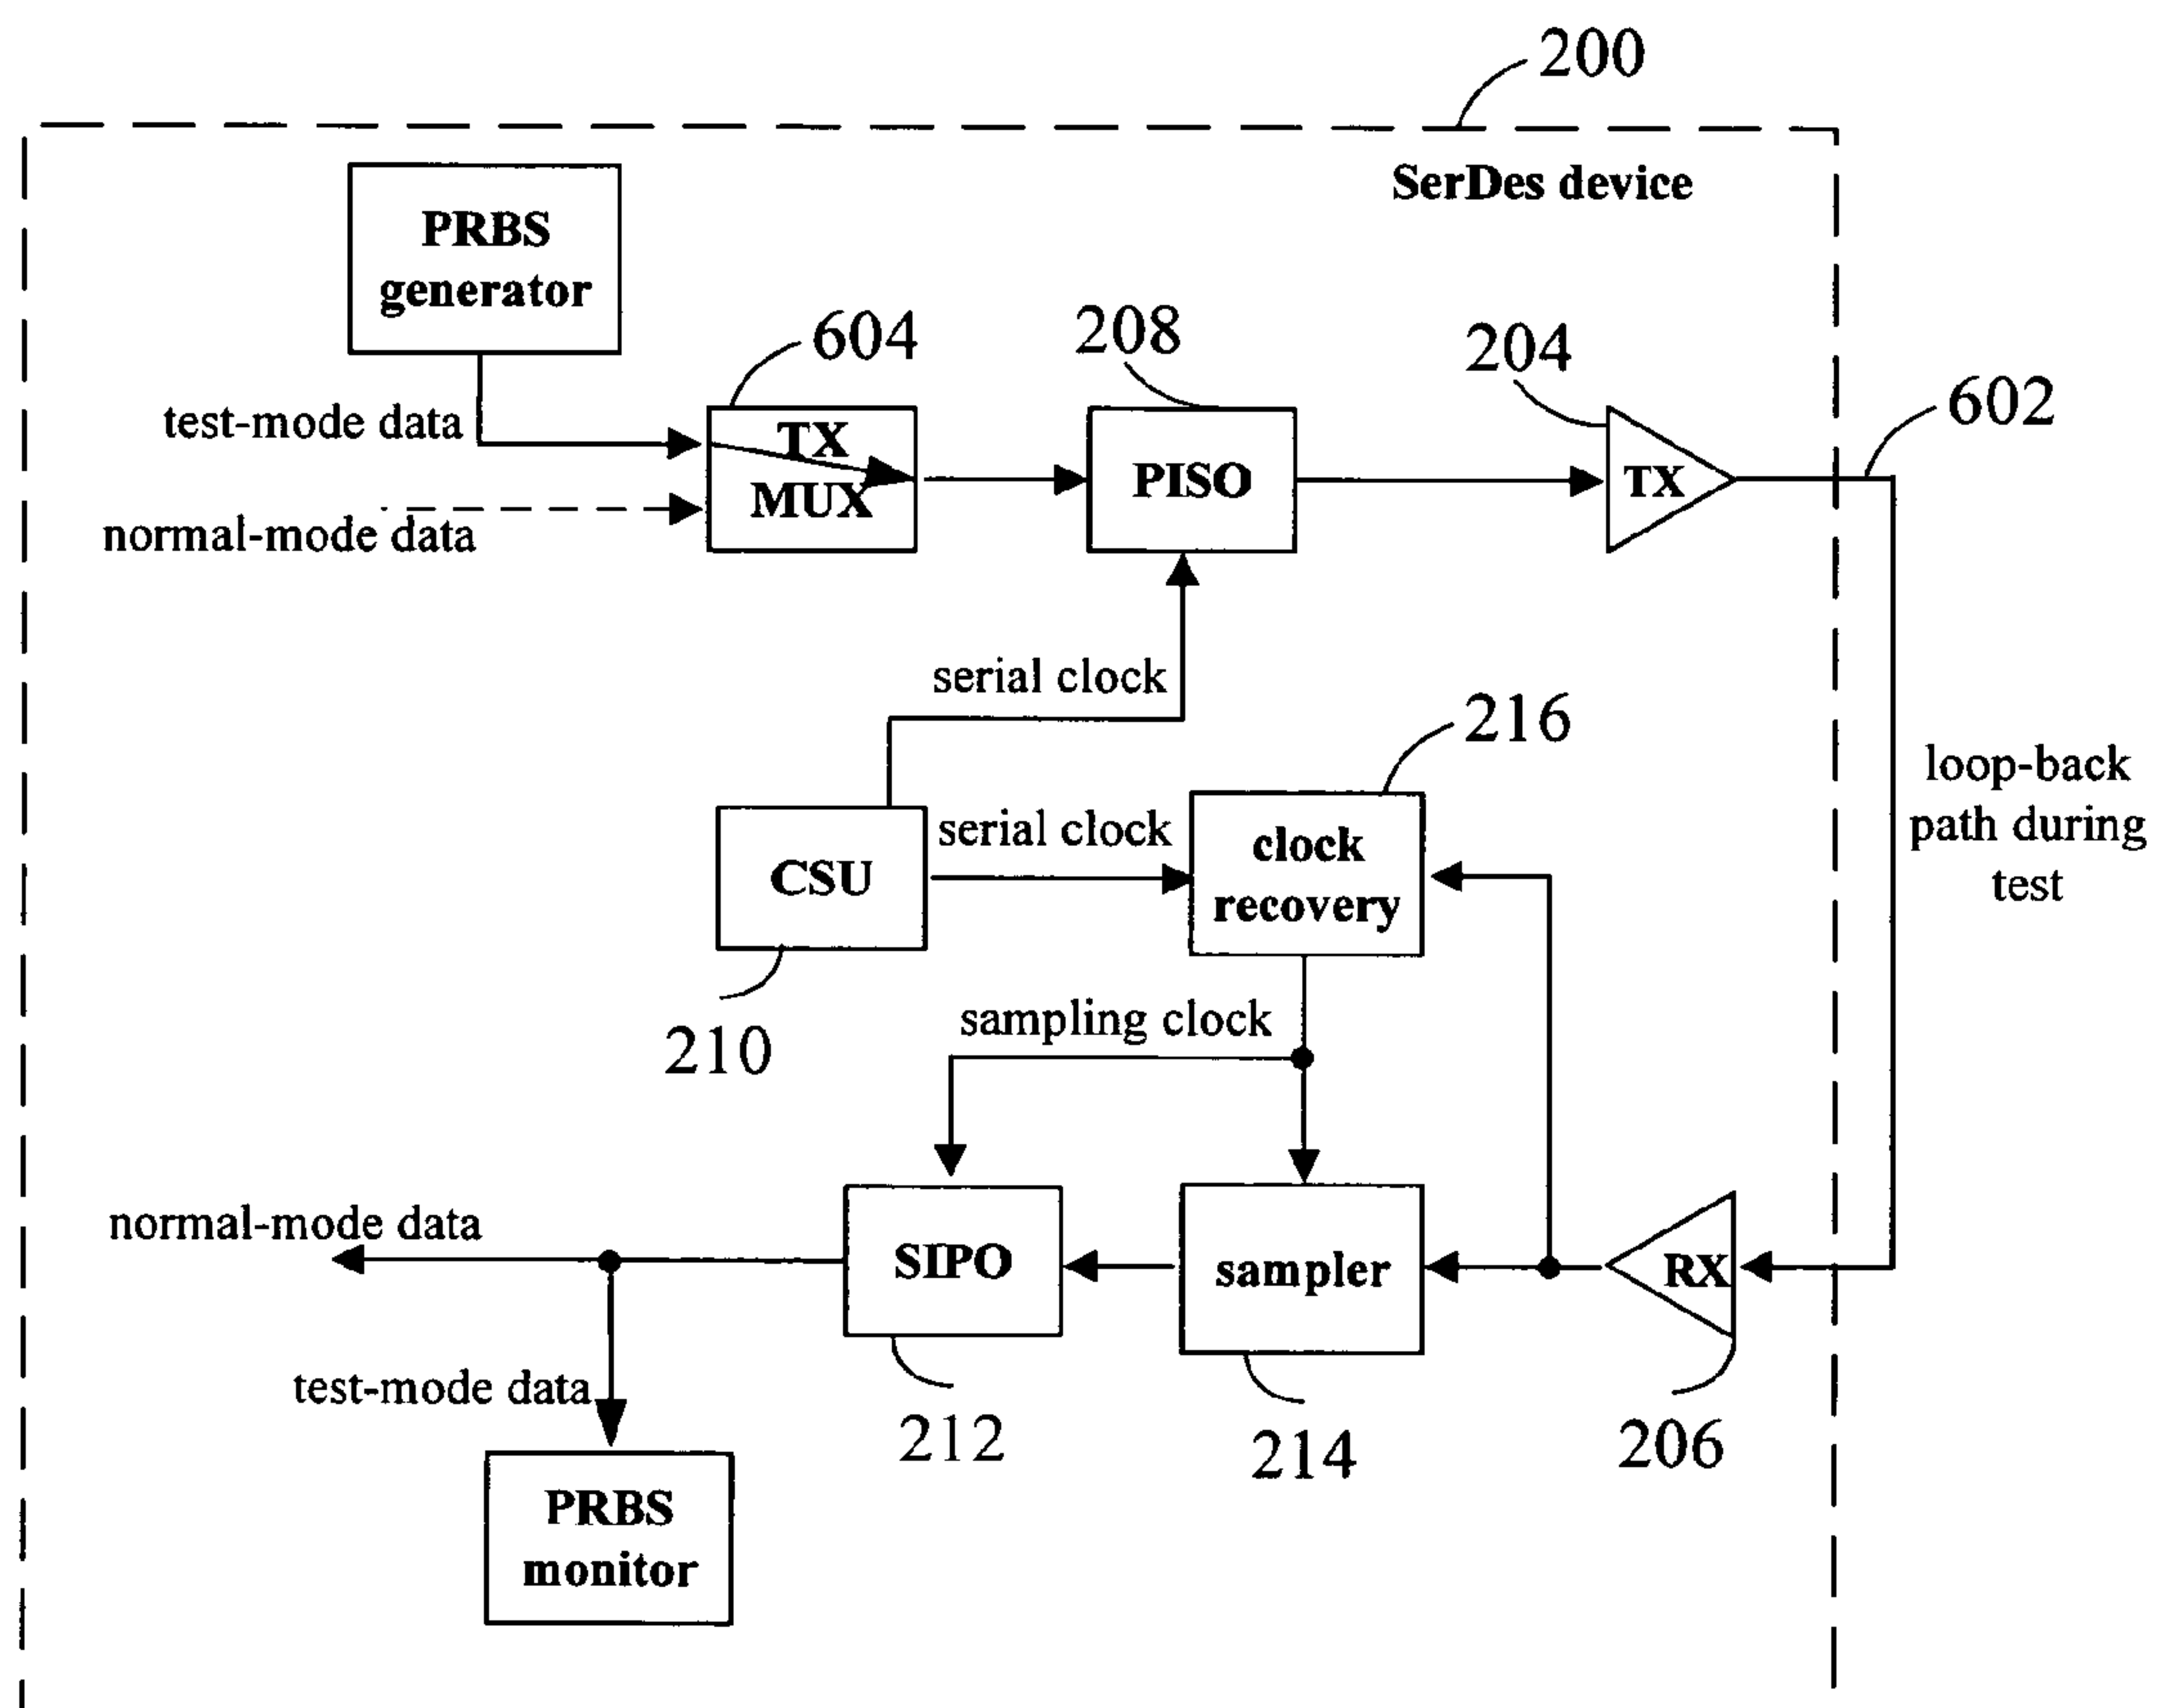 200
SerDes device
PRBS
generator
604
208
204
602
test-mode data
TX
MUX
PISO
TX
normal-mode data
serial clock
216
loop-back
path during
test
serial clock
clock
recovery
CSU
210
sampling clock
normal-mode data
SIPO
sampler
RX
test-mode data
212
214
206
PRBS
monitor